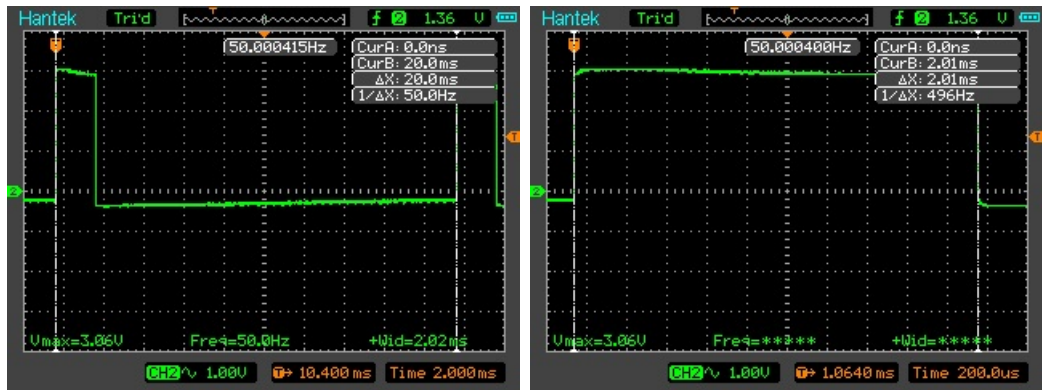 Hantek Tri'd T ƒ 2 1.36 V
50.000415Hz
CurA: 0.0ns
CurB: 20.0ms
ΔX: 20.0ms
1/ΔX: 50.0Hz
T
2
Vmax=3.06V Freq=50.0Hz +Wid=2.02ms
CH2 ∿ 1.00V T→ 10.400ms Time 2.000ms
Hantek Tri'd T ƒ 2 1.36 V
50.000400Hz
CurA: 0.0ns
CurB: 2.01ms
ΔX: 2.01ms
1/ΔX: 496Hz
T
2
Vmax=3.06V Freq=***** +Wid=*****
CH2 ∿ 1.00V T→ 1.0640ms Time 200.0us